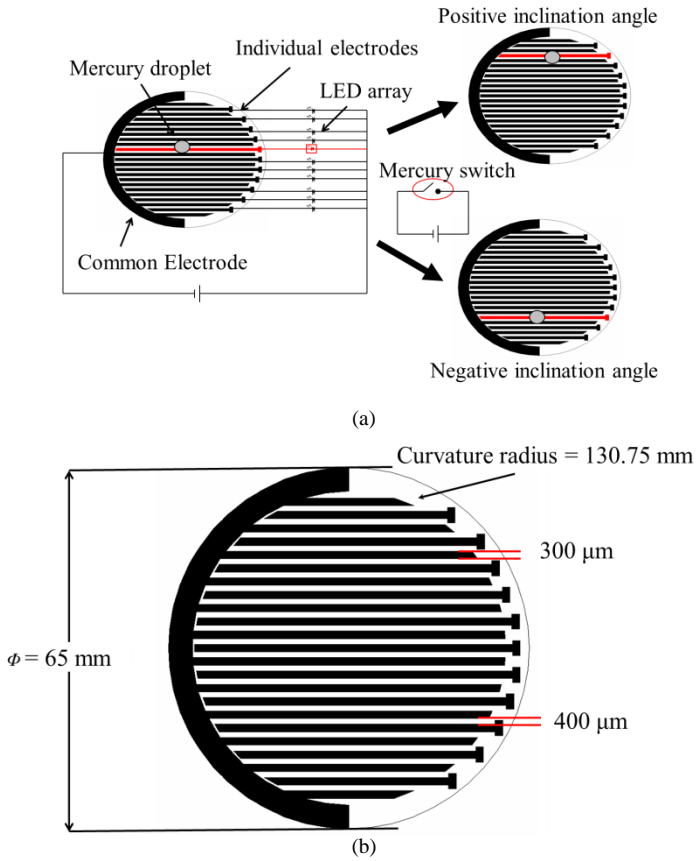 Positive inclination angle
Individual electrodes
Mercury droplet
LED array
Mercury switch
Common Electrode
Negative inclination angle
(a)
Curvature radius = 130.75 mm
300 μm
Φ = 65 mm
400 μm
(b)